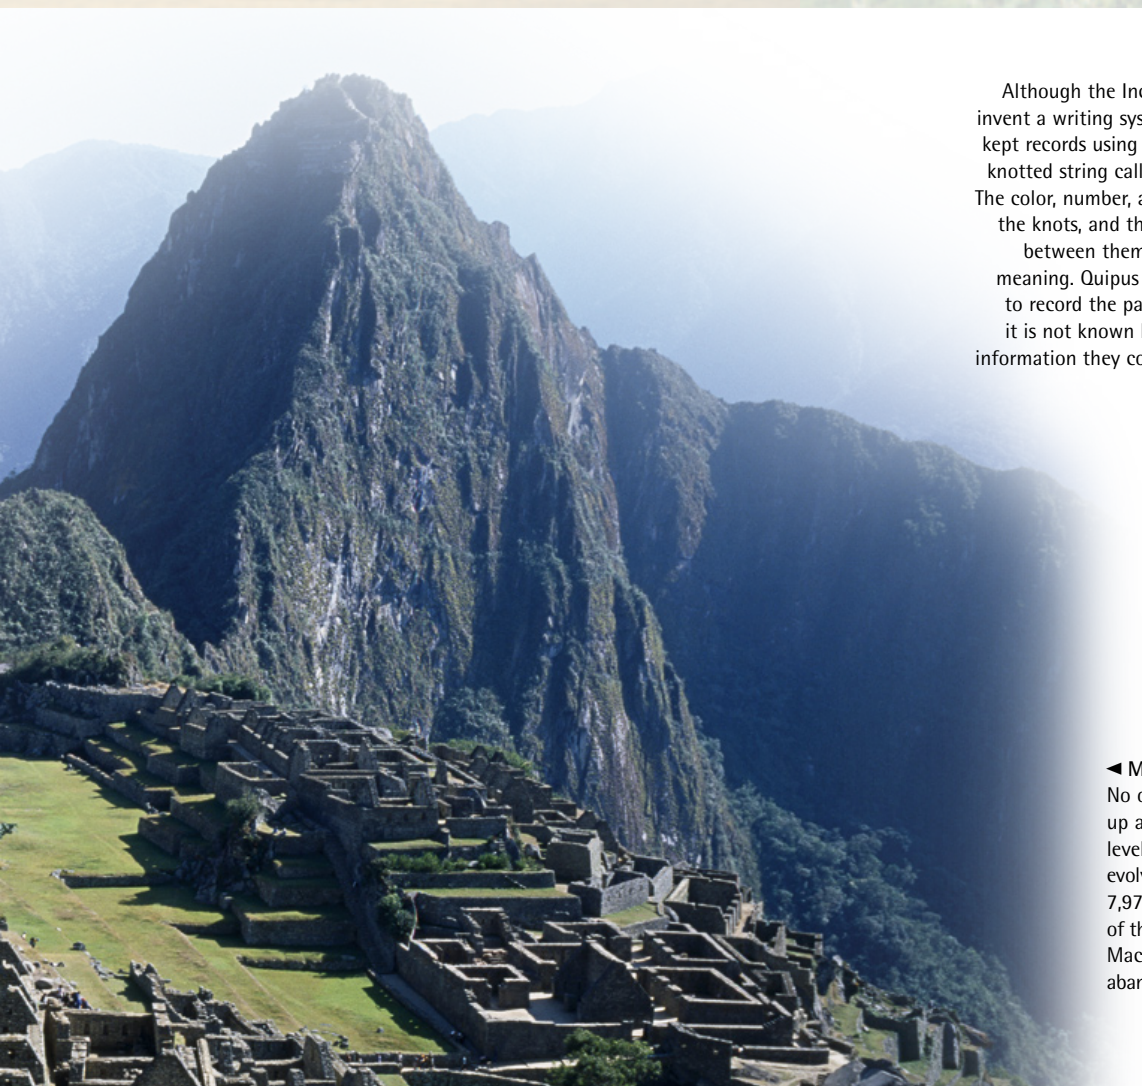 Although the Inc
invent a writing sys
kept records using
knotted string call
The color, number, a
the knots, and th
between them
meaning. Quipus
to record the pa
it is not known
information they co
◄ M
No o
up a
level
evolv
7,97
of th
Mac
abar